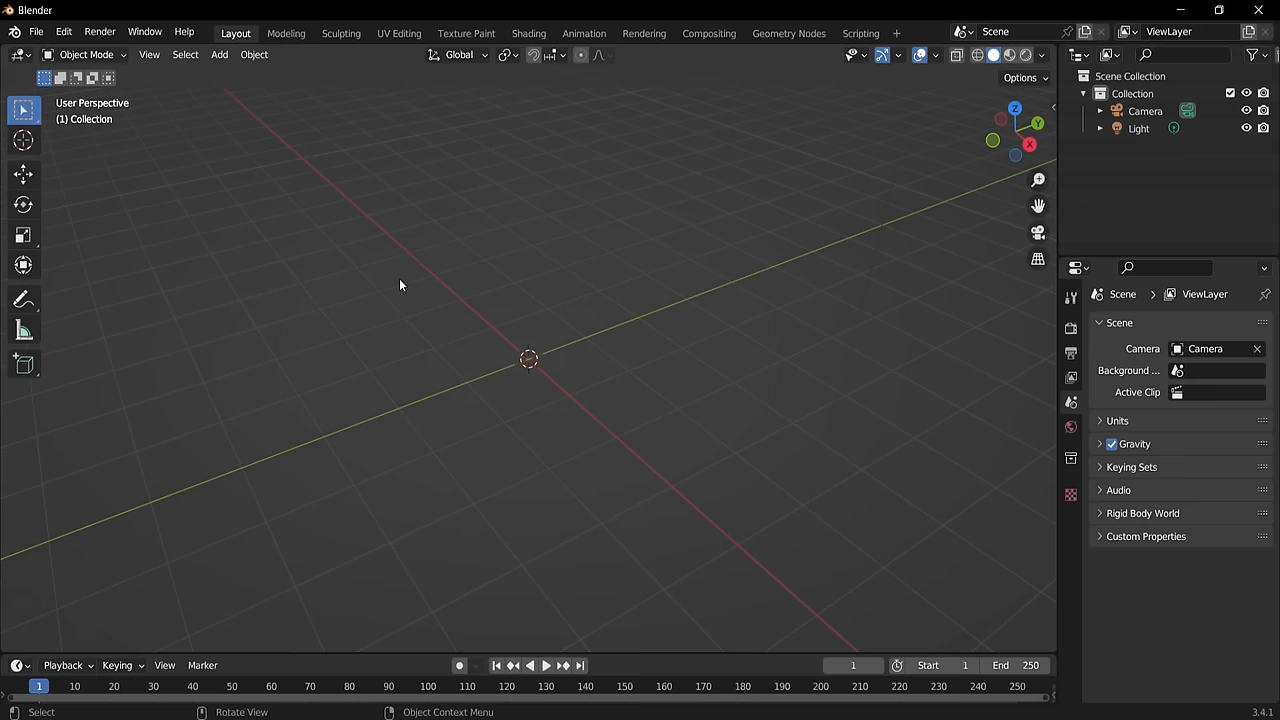 Blender
File Edit Render Window Help Layout Modeling Sculpting UV Editing Texture Paint Shading Animation Rendering Compositing Geometry Nodes Scripting + Scene ViewLayer
Object Mode View Select Add Object Global
Options
User Perspective
(1) Collection
Z
Y
X
Scene Collection
Collection
Camera
Light
Scene ViewLayer
Scene
Camera Camera
Background ...
Active Clip
Units
Gravity
Keying Sets
Audio
Rigid Body World
Custom Properties
Playback Keying View Marker 1 Start 1 End 250
1 10 20 30 40 50 60 70 80 90 100 110 120 130 140 150 160 170 180 190 200 210 220 230 240 250
Select Rotate View Object Context Menu 3.4.1